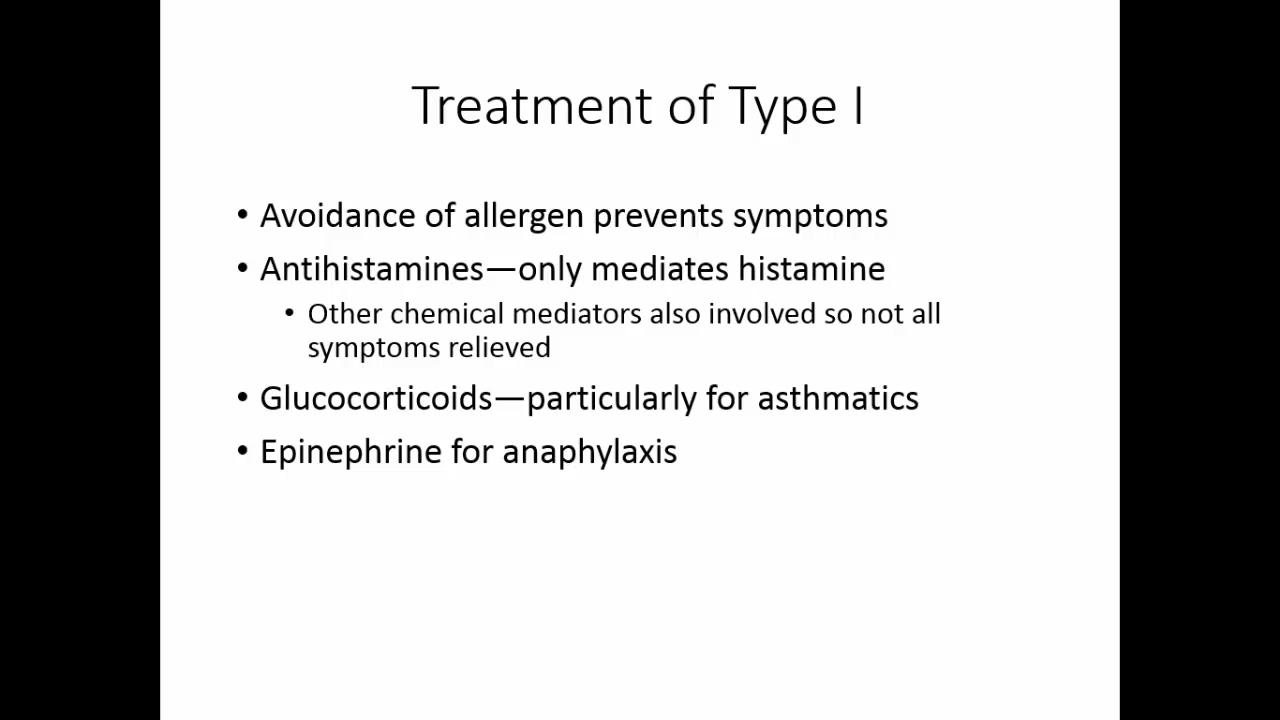 Treatment of Type I
• Avoidance of allergen prevents symptoms
• Antihistamines—only mediates histamine
• Other chemical mediators also involved so not all
symptoms relieved
• Glucocorticoids—particularly for asthmatics
• Epinephrine for anaphylaxis